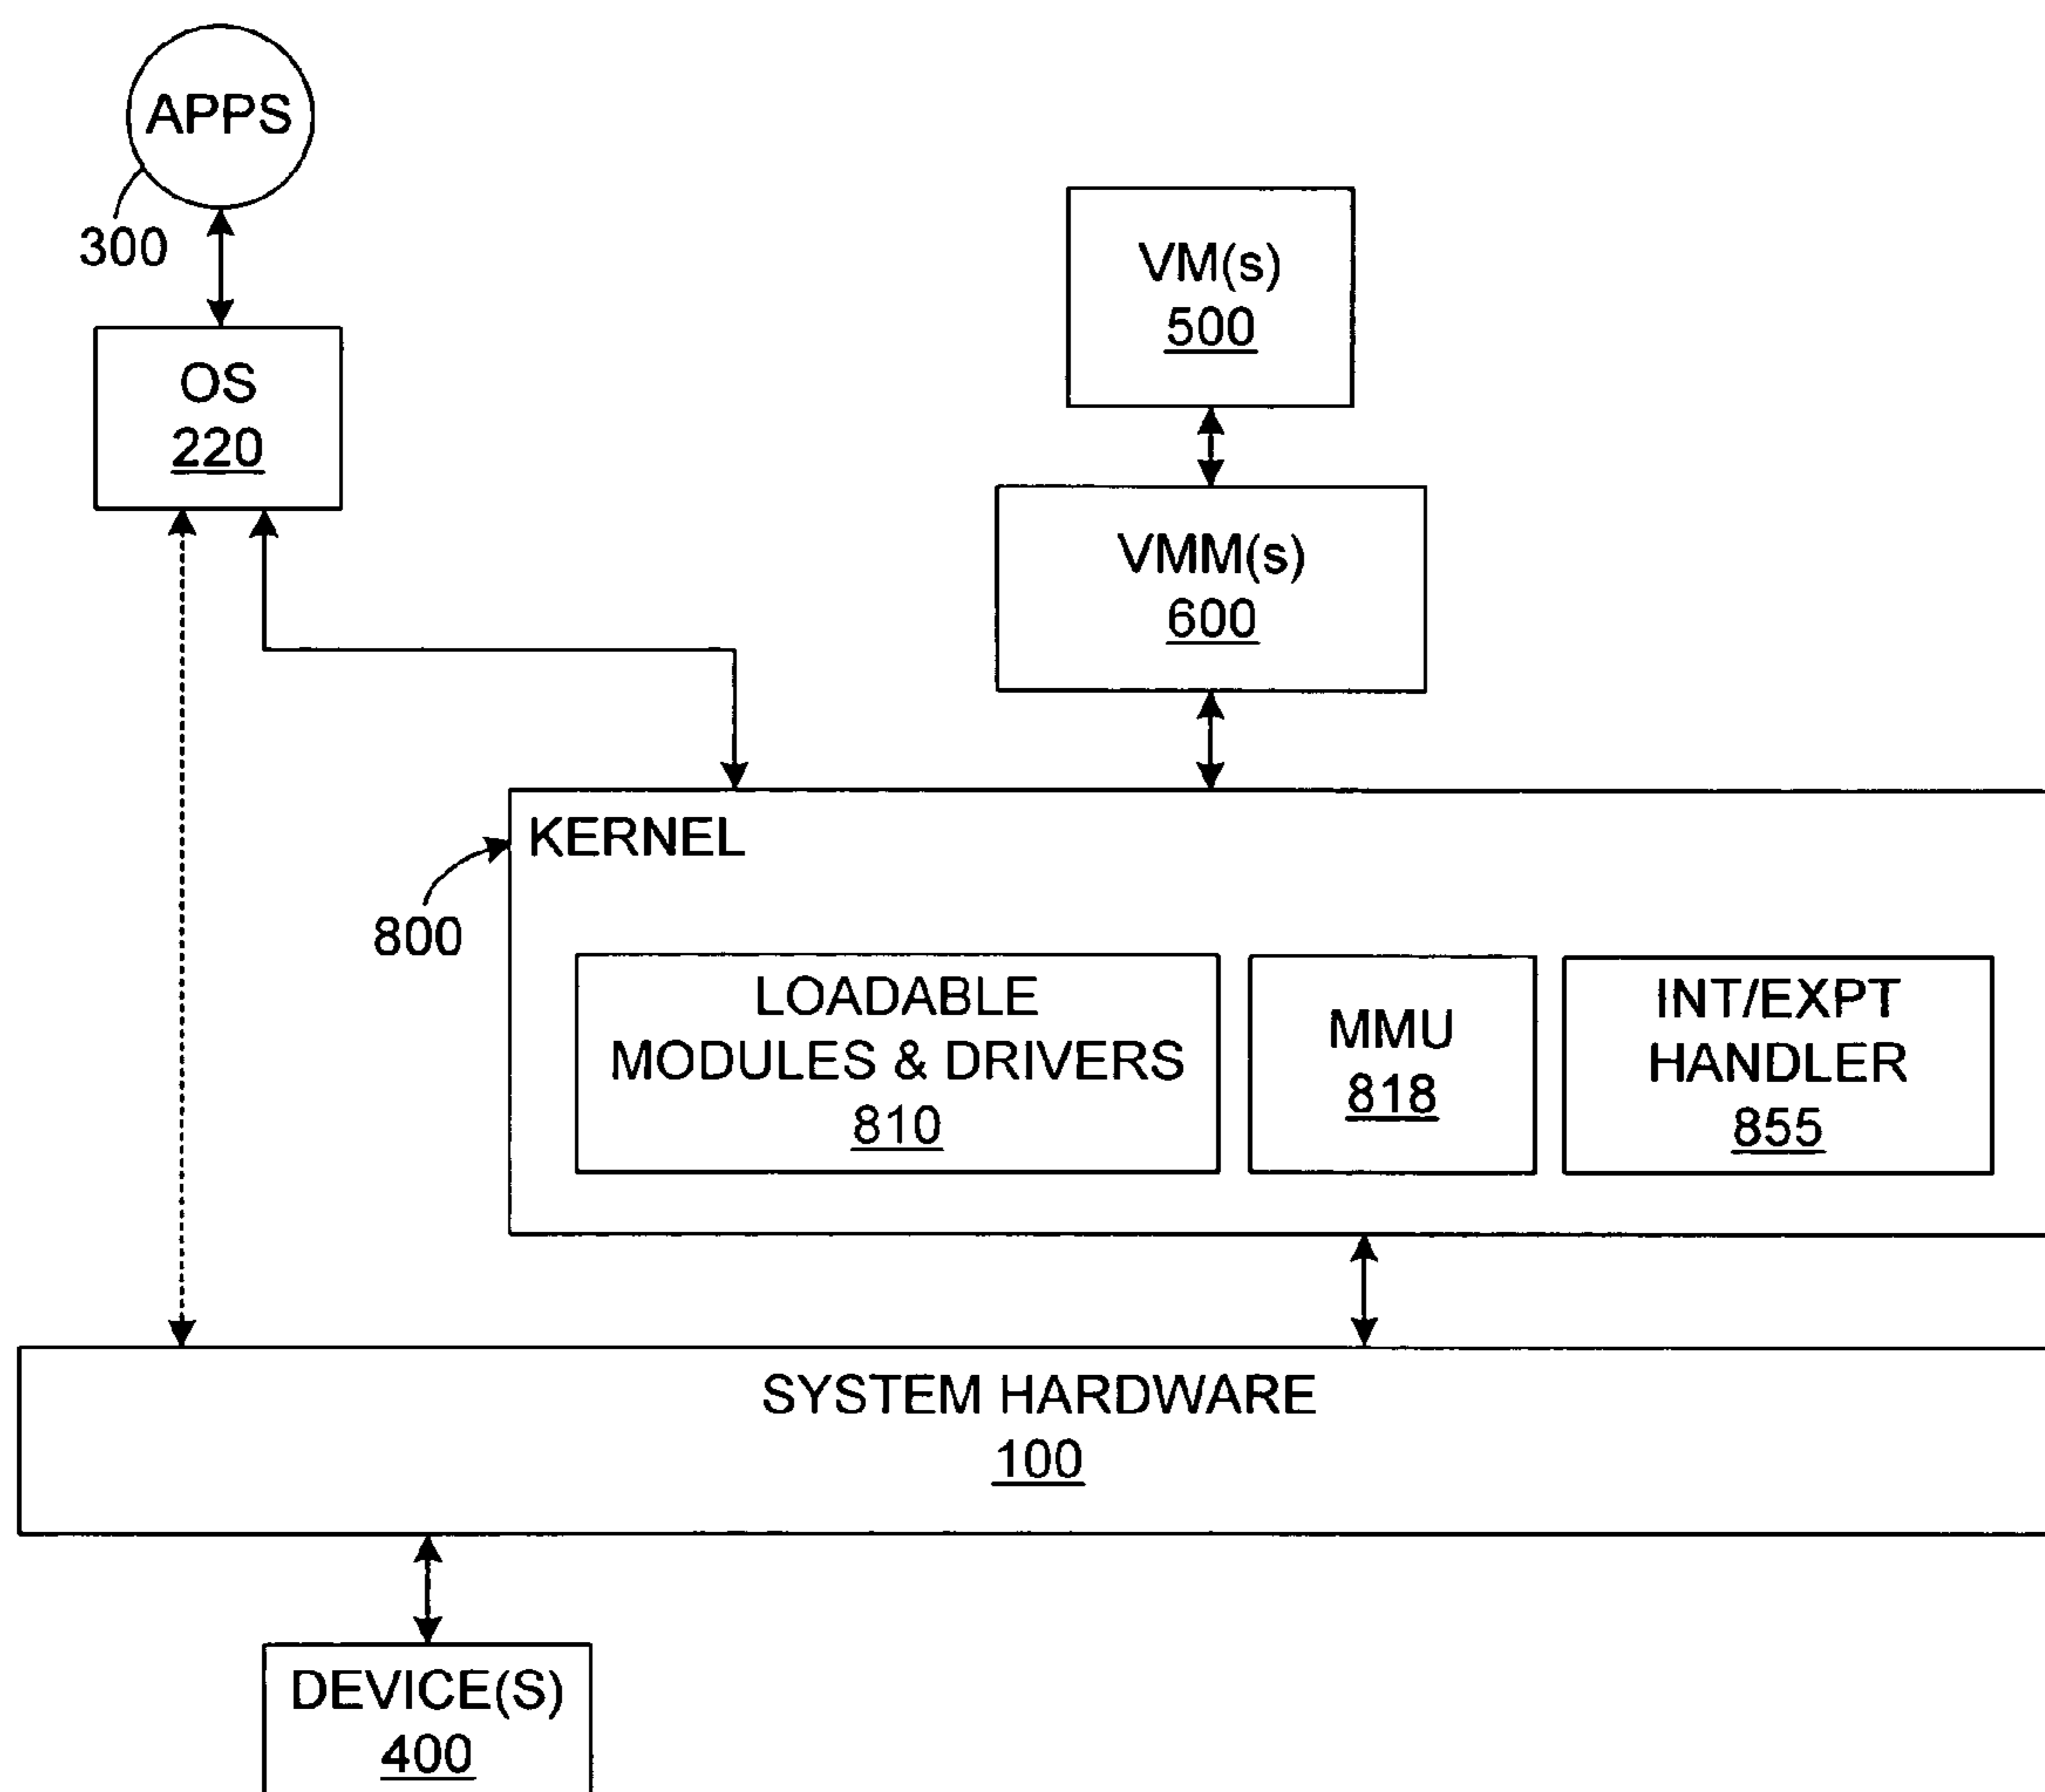 APPS
300
OS
220
VM(s)
500
VMM(s)
600
KERNEL
800
LOADABLE
MODULES & DRIVERS
810
MMU
818
INT/EXPT
HANDLER
855
SYSTEM HARDWARE
100
DEVICE(S)
400